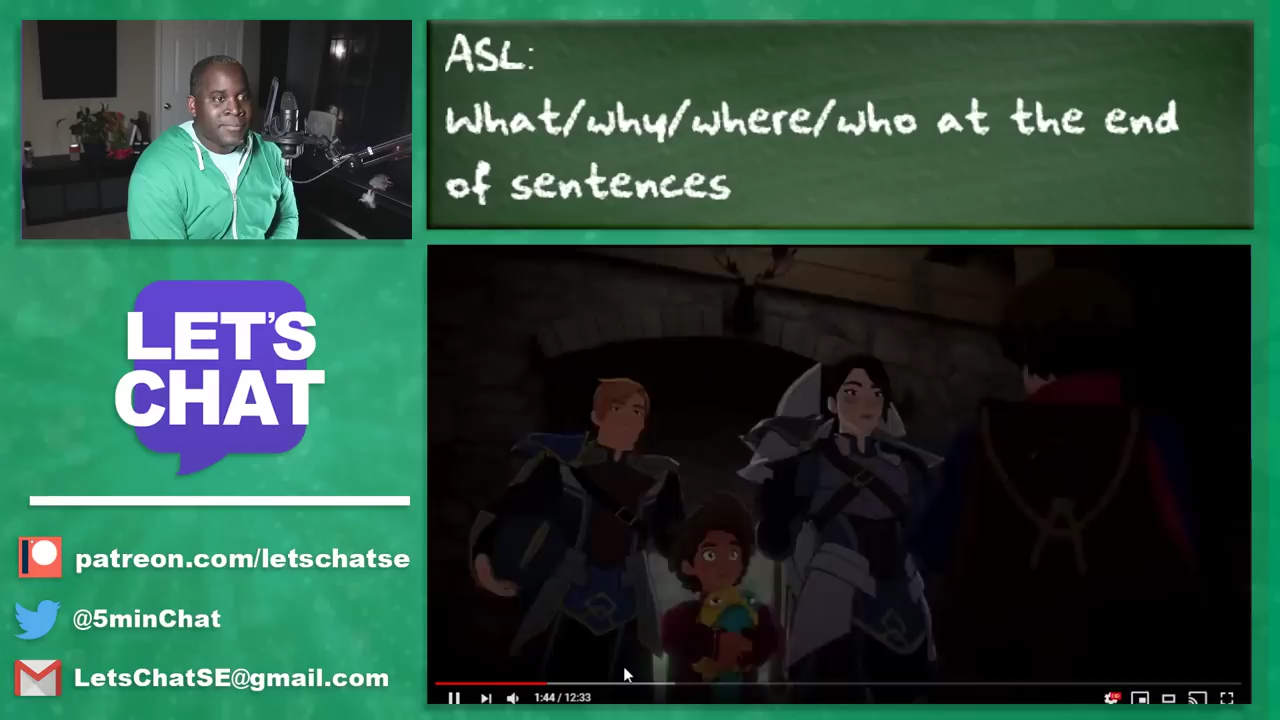 ASL:
What/why/where/who at the end
of sentences
LET'S
CHAT
patreon.com/letschatse
@5minChat
LetsChatSE@gmail.com
1:44 / 12:33
HD